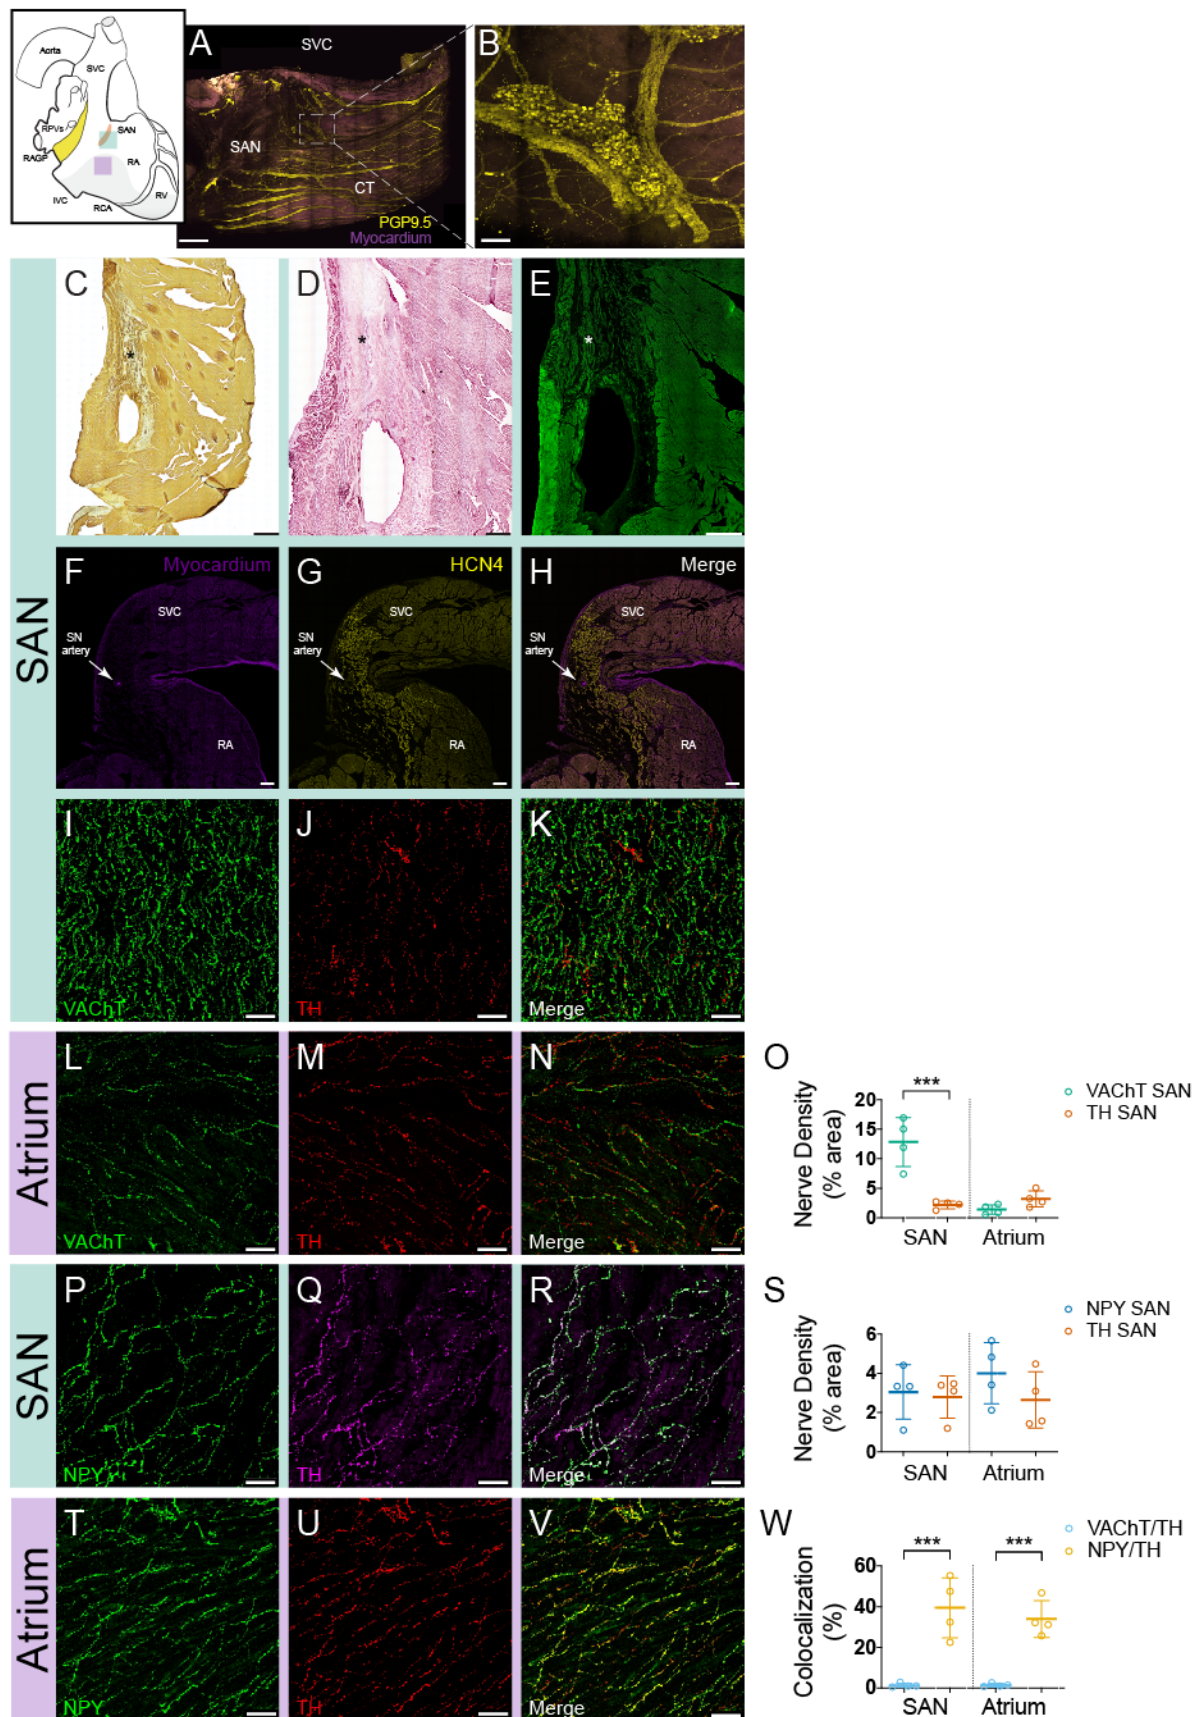 Aorta
SVC
RPVs
SAN
RAGP
RA
IVC
RCA
RV
A
SVC
SAN
CT
PGP9.5
Myocardium
B
SAN
C
*
D
*
E
*
F
Myocardium
SVC
SN
artery
RA
G
HCN4
SVC
SN
artery
RA
H
Merge
SVC
SN
artery
RA
I
VAChT
J
TH
K
Merge
Atrium
L
VAChT
M
TH
N
Merge
O
VAChT SAN
TH SAN
***
Nerve Density
(% area)
20
15
10
5
0
SAN
Atrium
SAN
P
NPY
Q
TH
R
Merge
S
NPY SAN
TH SAN
Nerve Density
(% area)
6
4
2
0
SAN
Atrium
Atrium
T
NPY
U
TH
V
Merge
W
VAChT/TH
NPY/TH
***
***
Colocalization
(%)
60
40
20
0
SAN
Atrium